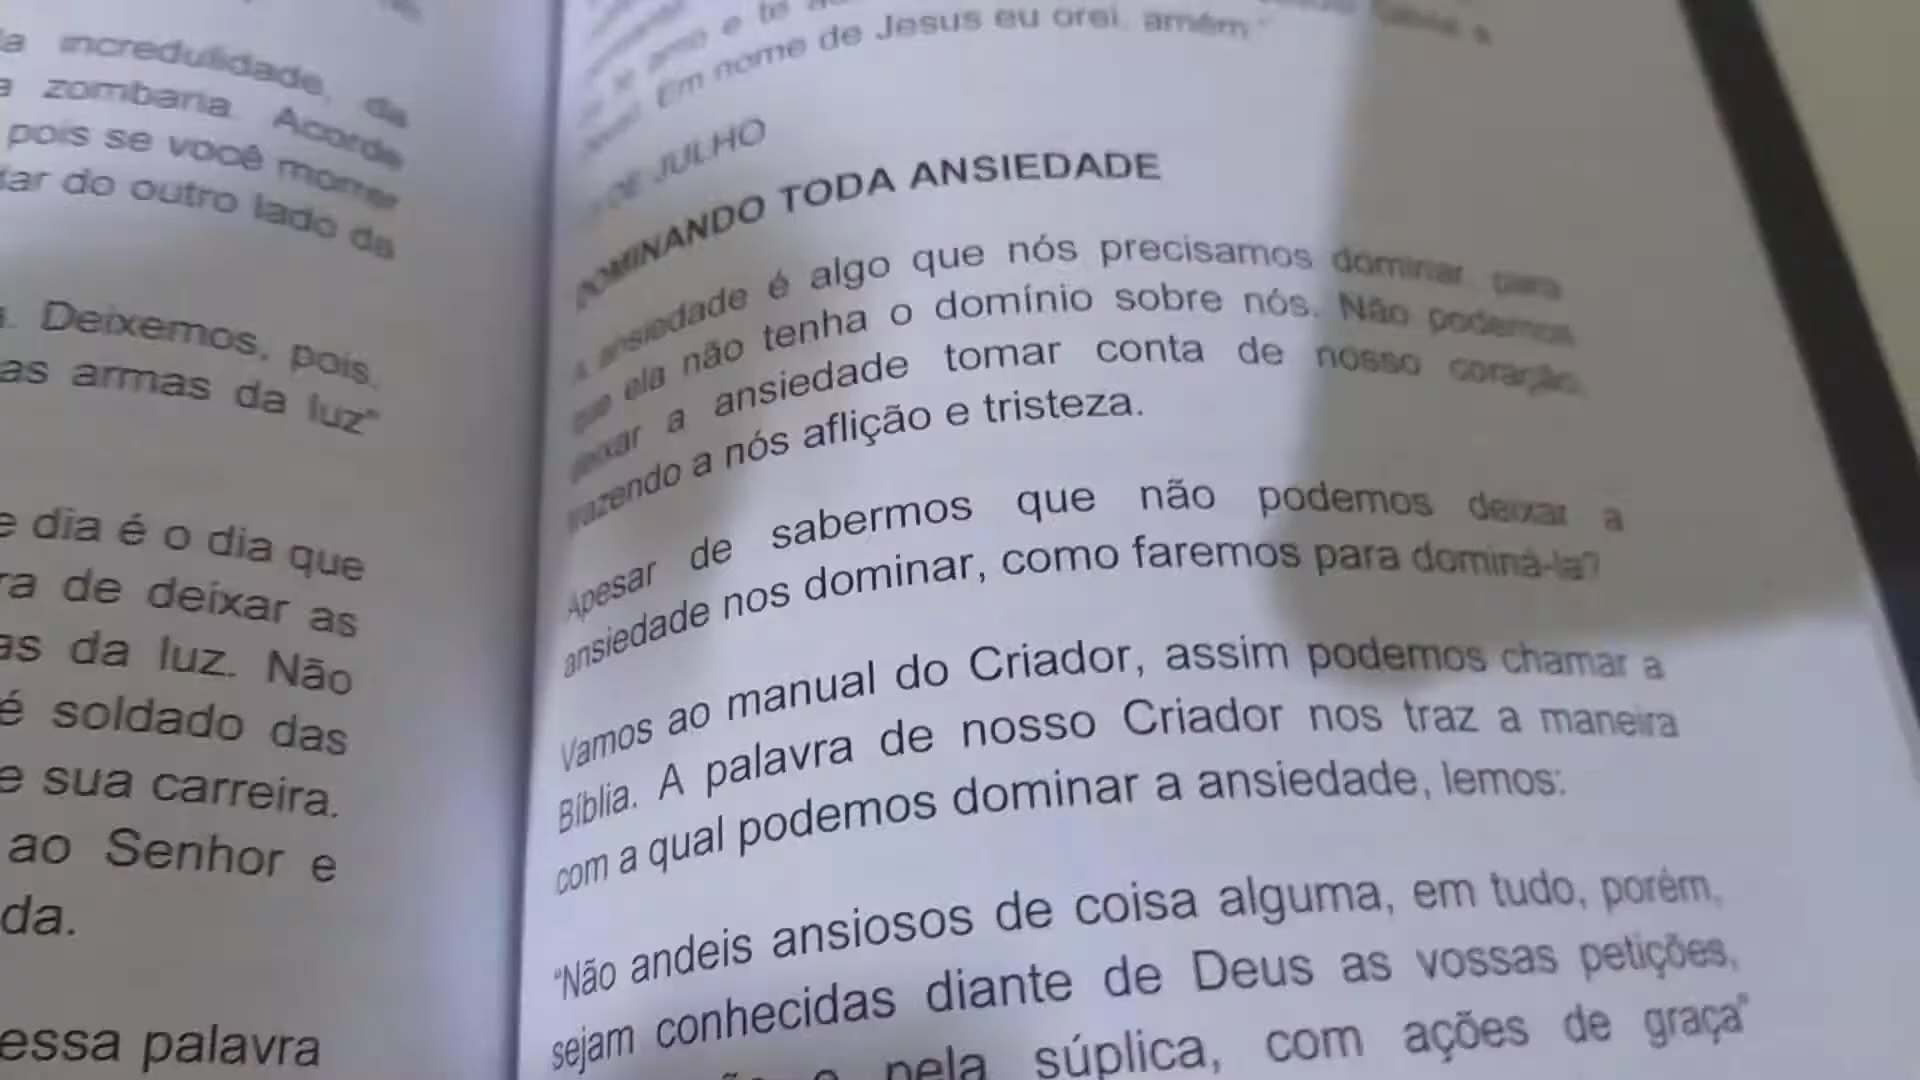 incredulidade, da
zombaria. Acorde
pois se você morrer
do outro lado da
Deixemos, pois,
as armas da luz"
dia é o dia que
de deixar as
da luz. Não
é soldado das
e sua carreira.
ao Senhor e
da.
essa palavra
Em nome de Jesus eu orei, amém."
DE JULHO
DOMINANDO TODA ANSIEDADE
A ansiedade é algo que nós precisamos dominar, para
que ela não tenha o domínio sobre nós. Não podemos
deixar a ansiedade tomar conta de nosso coração,
trazendo a nós aflição e tristeza.
Apesar de sabermos que não podemos deixar a
ansiedade nos dominar, como faremos para dominá-la?
Vamos ao manual do Criador, assim podemos chamar a
Bíblia. A palavra de nosso Criador nos traz a maneira
com a qual podemos dominar a ansiedade, lemos:
"Não andeis ansiosos de coisa alguma, em tudo, porém,
sejam conhecidas diante de Deus as vossas petições,
pela súplica, com ações de graça"